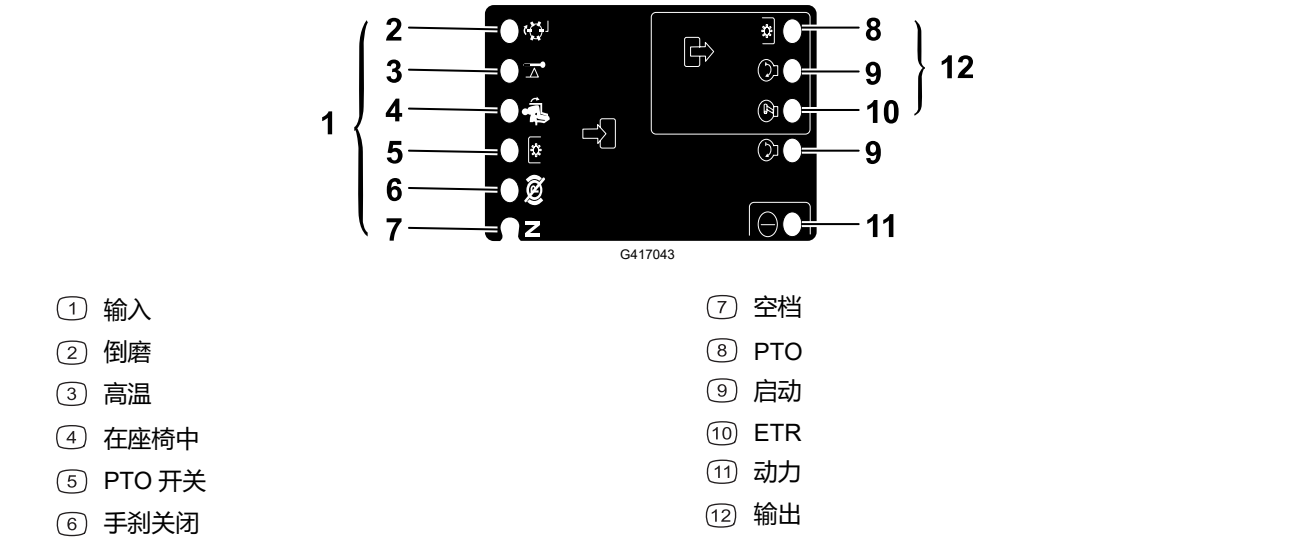 2
3
4
5
6
7
1
N
8
9
10
9
11
12
G417043
1 输入
2 倒磨
3 高温
4 在座椅中
5 PTO 开关
6 手刹关闭
7 空档
8 PTO
9 启动
10 ETR
11 动力
12 输出